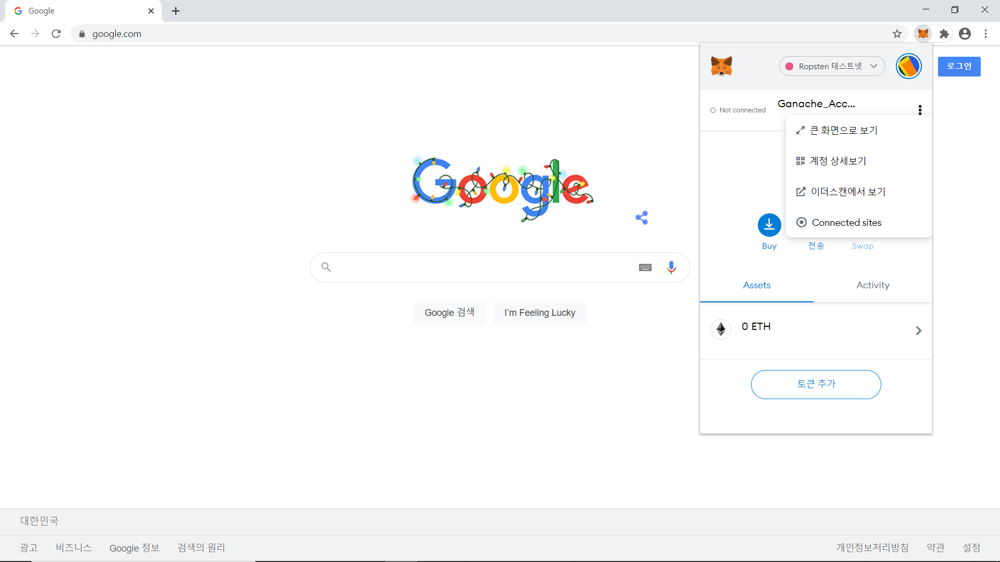 Google
google.com
Ropsten 테스트넷
로그인
Not connected
Ganache_Acc...
큰 화면으로 보기
계정 상세보기
이더스캔에서 보기
Connected sites
Google
Buy
전송
Swap
Assets
Activity
Google 검색
I'm Feeling Lucky
0 ETH
토큰 추가
대한민국
광고
비즈니스
Google 정보
검색의 원리
개인정보처리방침
약관
설정